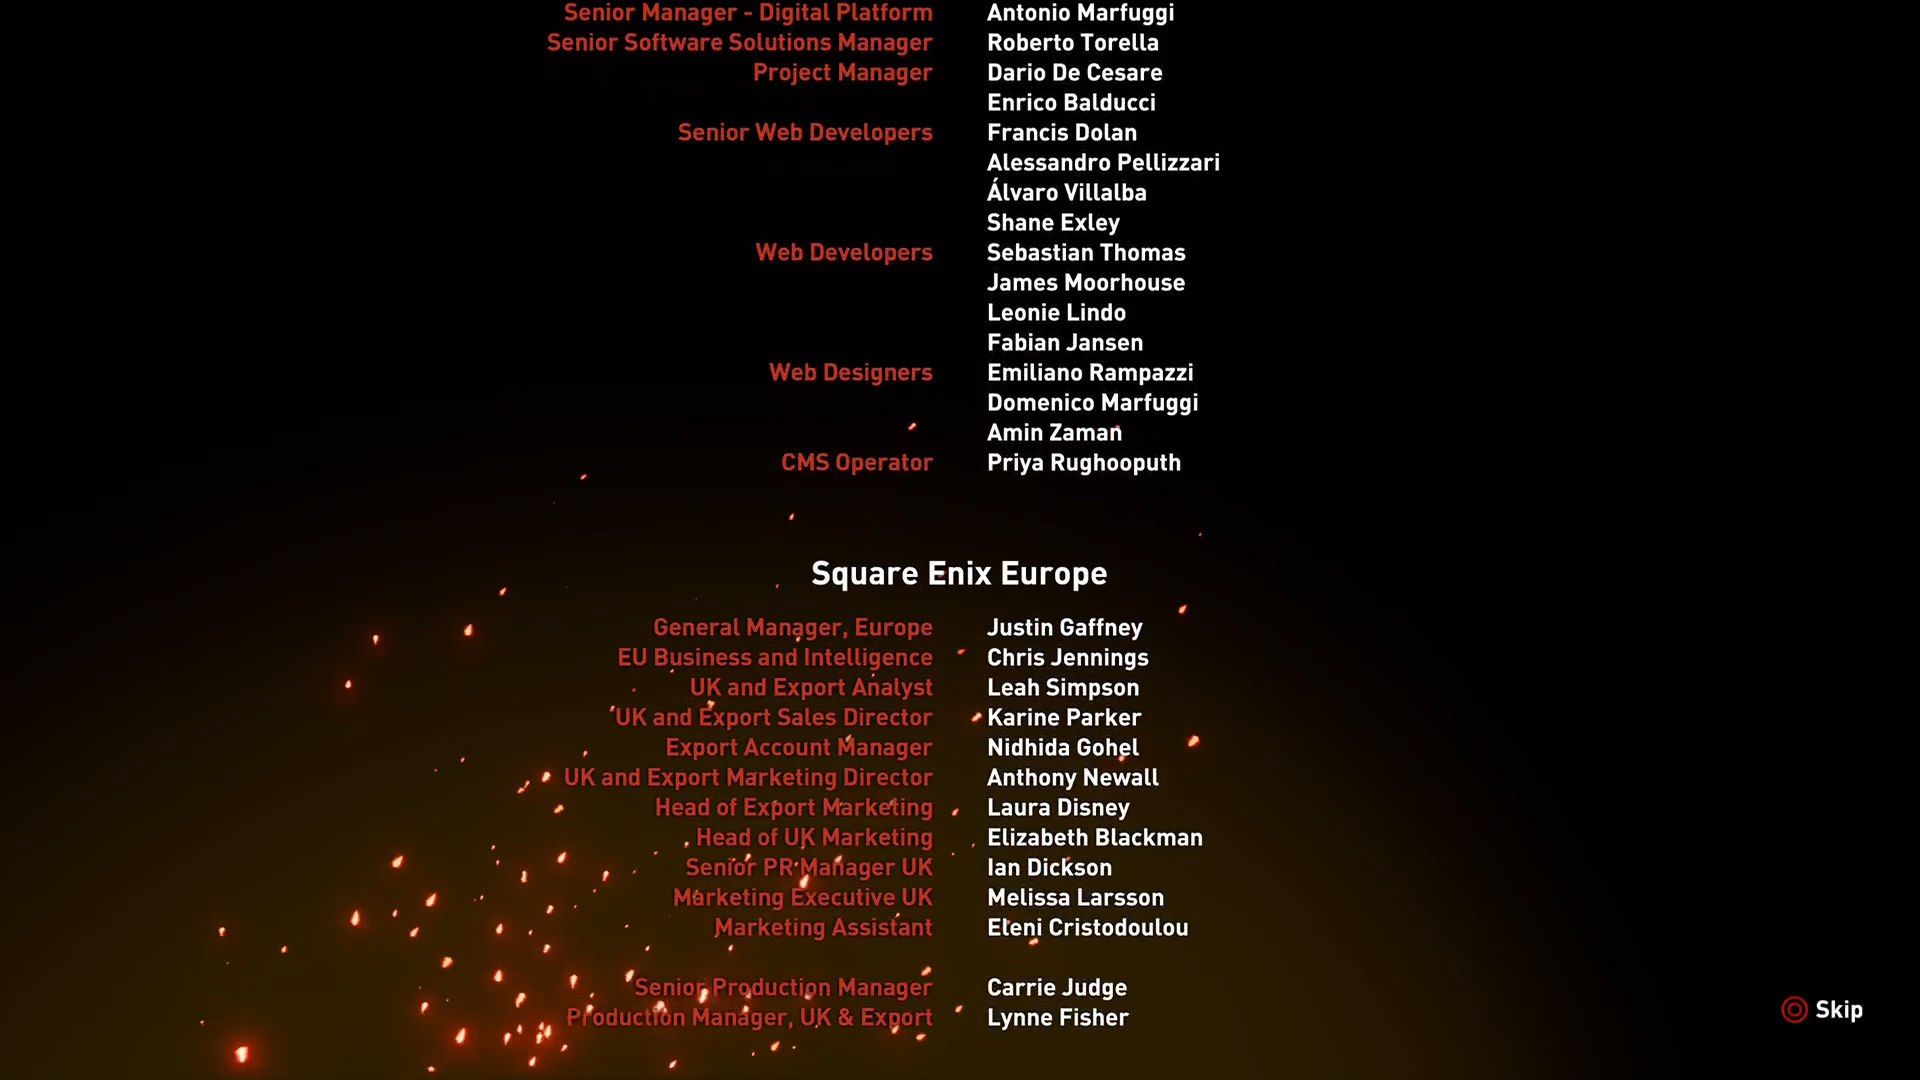 Senior Manager - Digital Platform Antonio Marfuggi
Senior Software Solutions Manager Roberto Torella
Project Manager Dario De Cesare
Enrico Balducci
Senior Web Developers Francis Dolan
Alessandro Pellizzari
Álvaro Villalba
Shane Exley
Web Developers Sebastian Thomas
James Moorhouse
Leonie Lindo
Fabian Jansen
Web Designers Emiliano Rampazzi
Domenico Marfuggi
Amin Zaman
CMS Operator Priya Rughooputh
Square Enix Europe
General Manager, Europe Justin Gaffney
EU Business and Intelligence Chris Jennings
UK and Export Analyst Leah Simpson
UK and Export Sales Director Karine Parker
Export Account Manager Nidhida Gohel
UK and Export Marketing Director Anthony Newall
Head of Export Marketing Laura Disney
Head of UK Marketing Elizabeth Blackman
Senior PR Manager UK Ian Dickson
Marketing Executive UK Melissa Larsson
Marketing Assistant Eleni Cristodoulou
Senior Production Manager Carrie Judge
Production Manager, UK & Export Lynne Fisher
Skip